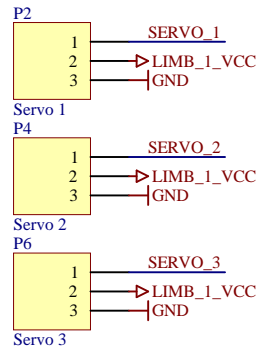 P2
1 SERVO_1
2 LIMB_1_VCC
3 GND
Servo 1
P4
1 SERVO_2
2 LIMB_1_VCC
3 GND
Servo 2
P6
1 SERVO_3
2 LIMB_1_VCC
3 GND
Servo 3